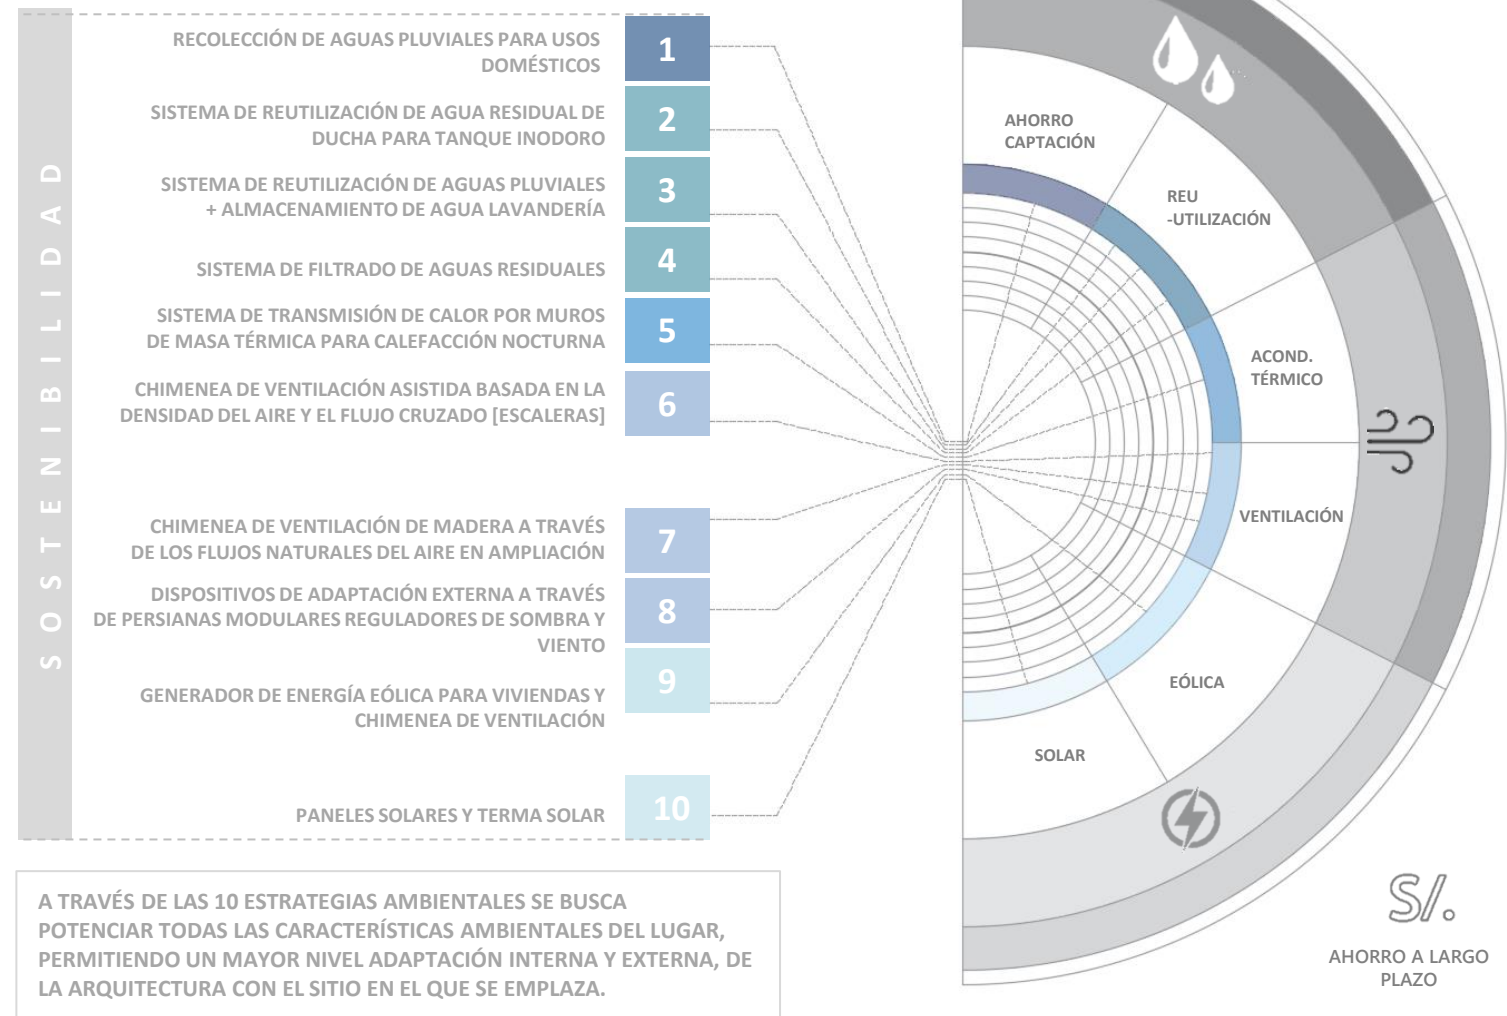 SOSTENIBILIDAD
RECOLECCIÓN DE AGUAS PLUVIALES PARA USOS
DOMÉSTICOS
1
SISTEMA DE REUTILIZACIÓN DE AGUA RESIDUAL DE
DUCHA PARA TANQUE INODORO
2
SISTEMA DE REUTILIZACIÓN DE AGUAS PLUVIALES
+ ALMACENAMIENTO DE AGUA LAVANDERÍA
3
SISTEMA DE FILTRADO DE AGUAS RESIDUALES
4
SISTEMA DE TRANSMISIÓN DE CALOR POR MUROS
DE MASA TÉRMICA PARA CALEFACCIÓN NOCTURNA
5
CHIMENEA DE VENTILACIÓN ASISTIDA BASADA EN LA
DENSIDAD DEL AIRE Y EL FLUJO CRUZADO [ESCALERAS]
6
CHIMENEA DE VENTILACIÓN DE MADERA A TRAVÉS
DE LOS FLUJOS NATURALES DEL AIRE EN AMPLIACIÓN
7
DISPOSITIVOS DE ADAPTACIÓN EXTERNA A TRAVÉS
DE PERSIANAS MODULARES REGULADORES DE SOMBRA Y
VIENTO
8
GENERADOR DE ENERGÍA EÓLICA PARA VIVIENDAS Y
CHIMENEA DE VENTILACIÓN
9
PANELES SOLARES Y TERMA SOLAR
10
AHORRO
CAPTACIÓN
REU
-UTILIZACIÓN
ACOND.
TÉRMICO
VENTILACIÓN
EÓLICA
SOLAR
S/.
AHORRO A LARGO
PLAZO
A TRAVÉS DE LAS 10 ESTRATEGIAS AMBIENTALES SE BUSCA
POTENCIAR TODAS LAS CARACTERÍSTICAS AMBIENTALES DEL LUGAR,
PERMITIENDO UN MAYOR NIVEL ADAPTACIÓN INTERNA Y EXTERNA, DE
LA ARQUITECTURA CON EL SITIO EN EL QUE SE EMPLAZA.